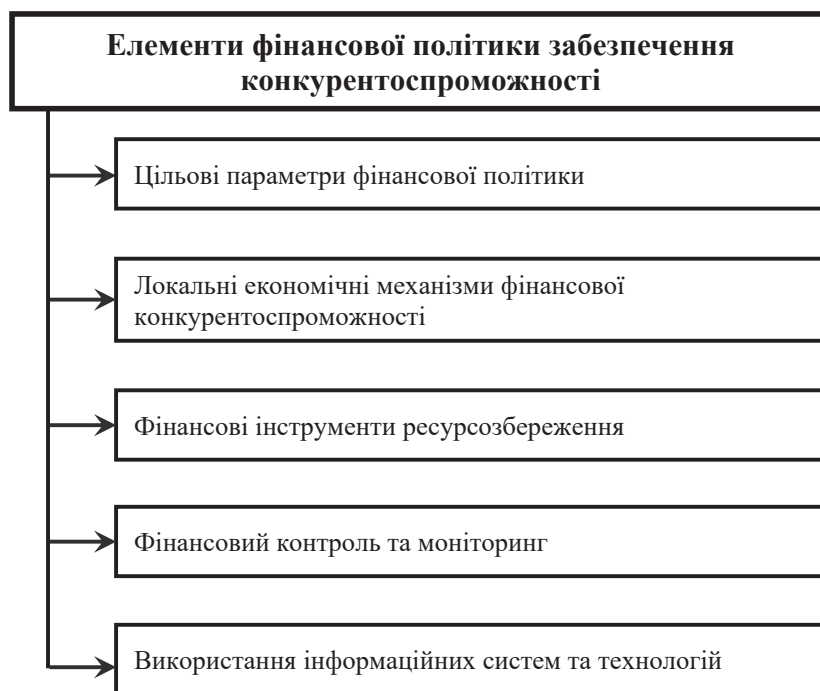 Елементи фінансової політики забезпечення
конкурентоспроможності
Цільові параметри фінансової політики
Локальні економічні механізми фінансової
конкурентоспроможності
Фінансові інструменти ресурсозбереження
Фінансовий контроль та моніторинг
Використання інформаційних систем та технологій